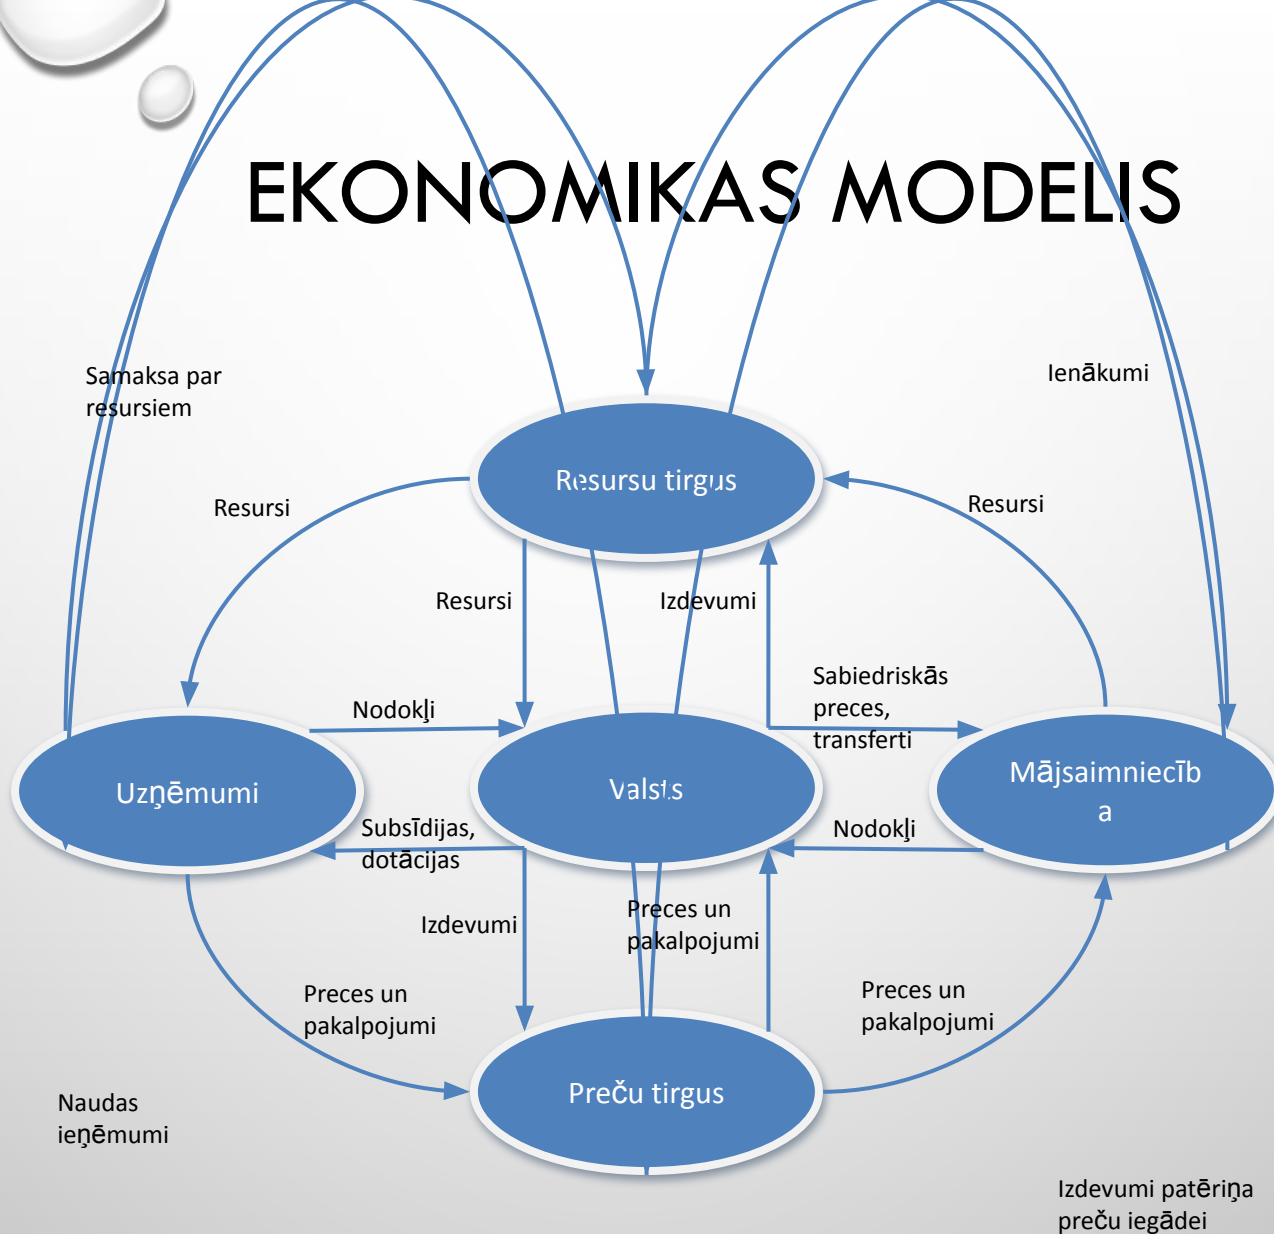 EKONOMIKAS MODELIS
Samaksa par
resursiem
Ienākumi
Resursu tirgus
Resursi
Resursi
Resursi
Izdevumi
Sabiedriskās
preces,
transferti
Nodokļi
Uzņēmumi
Valsts
Mājsaimniecīb
a
Subsīdijas,
dotācijas
Nodokļi
Izdevumi
Preces un
pakalpojumi
Preces un
pakalpojumi
Preces un
pakalpojumi
Preču tirgus
Naudas
ieņēmumi
Izdevumi patēriņa
preču iegādei